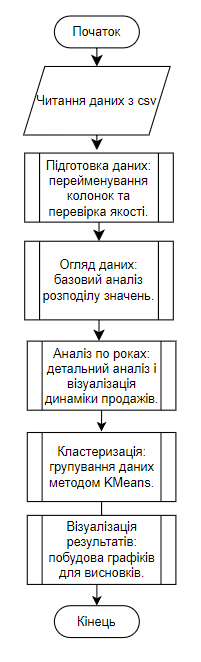 Початок
Читання даних з csv
Підготовка даних:
перейменування
колонок та
перевірка якості.
Огляд даних:
базовий аналіз
розподілу значень.
Аналіз по роках:
детальний аналіз і
візуалізація
динаміки продажів.
Кластеризація:
групування даних
методом KMeans.
Візуалізація
результатів:
побудова графіків
для висновків.
Кінець